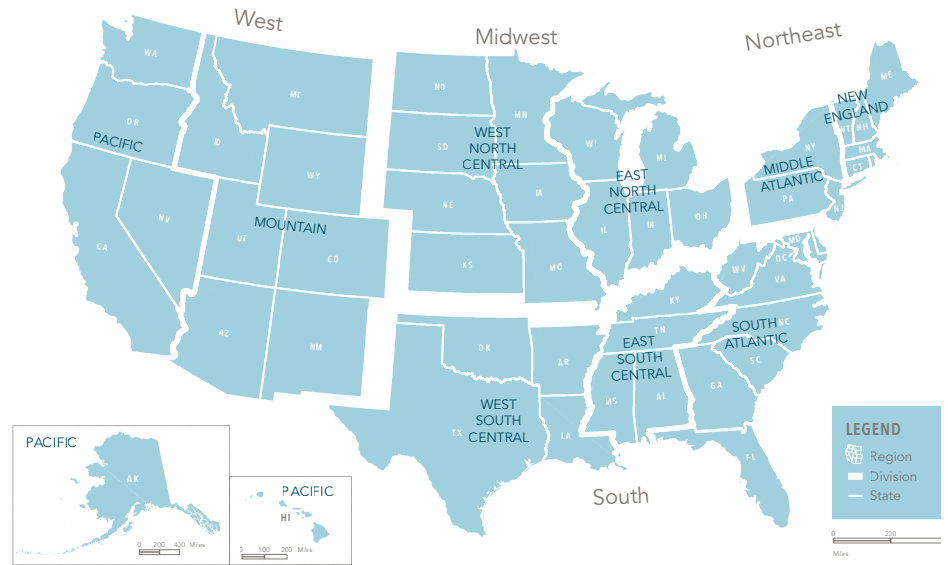 West
Midwest
Northeast
WA
MT
ND
MN
ME
OR
ID
SD
WI
MI
NY
VT
NH
MA
CT
PACIFIC
WEST
NORTH
CENTRAL
NEW
ENGLAND
MIDDLE
ATLANTIC
EAST
NORTH
CENTRAL
WY
NE
IA
PA
NJ
NV
CA
UT
MOUNTAIN
CO
KS
MO
IL
IN
OH
WV
MD
DC
VA
KY
AZ
NM
OK
AR
TN
NC
SC
EAST
SOUTH
CENTRAL
SOUTH
ATLANTIC
WEST
SOUTH
CENTRAL
TX
LA
MS
AL
GA
FL
South
PACIFIC
AK
0 200 400 Miles
PACIFIC
HI
0 100 200 Miles
LEGEND
Region
Division
State
0 200
Miles